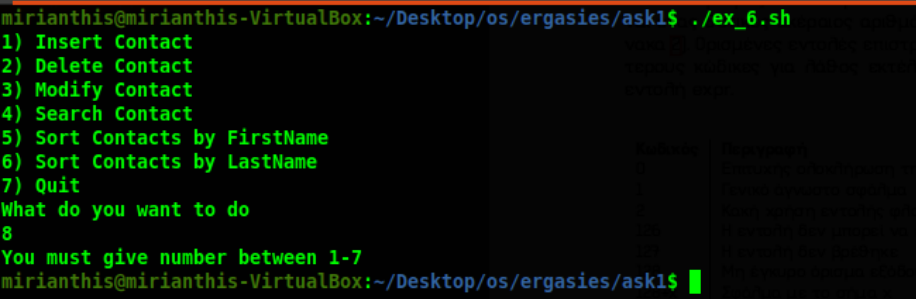 mirianthis@mirianthis-VirtualBox:~/Desktop/os/ergasies/ask1$ ./ex_6.sh
1) Insert Contact
2) Delete Contact
3) Modify Contact
4) Search Contact
5) Sort Contacts by FirstName
6) Sort Contacts by LastName
7) Quit
What do you want to do
8
You must give number between 1-7
mirianthis@mirianthis-VirtualBox:~/Desktop/os/ergasies/ask1$